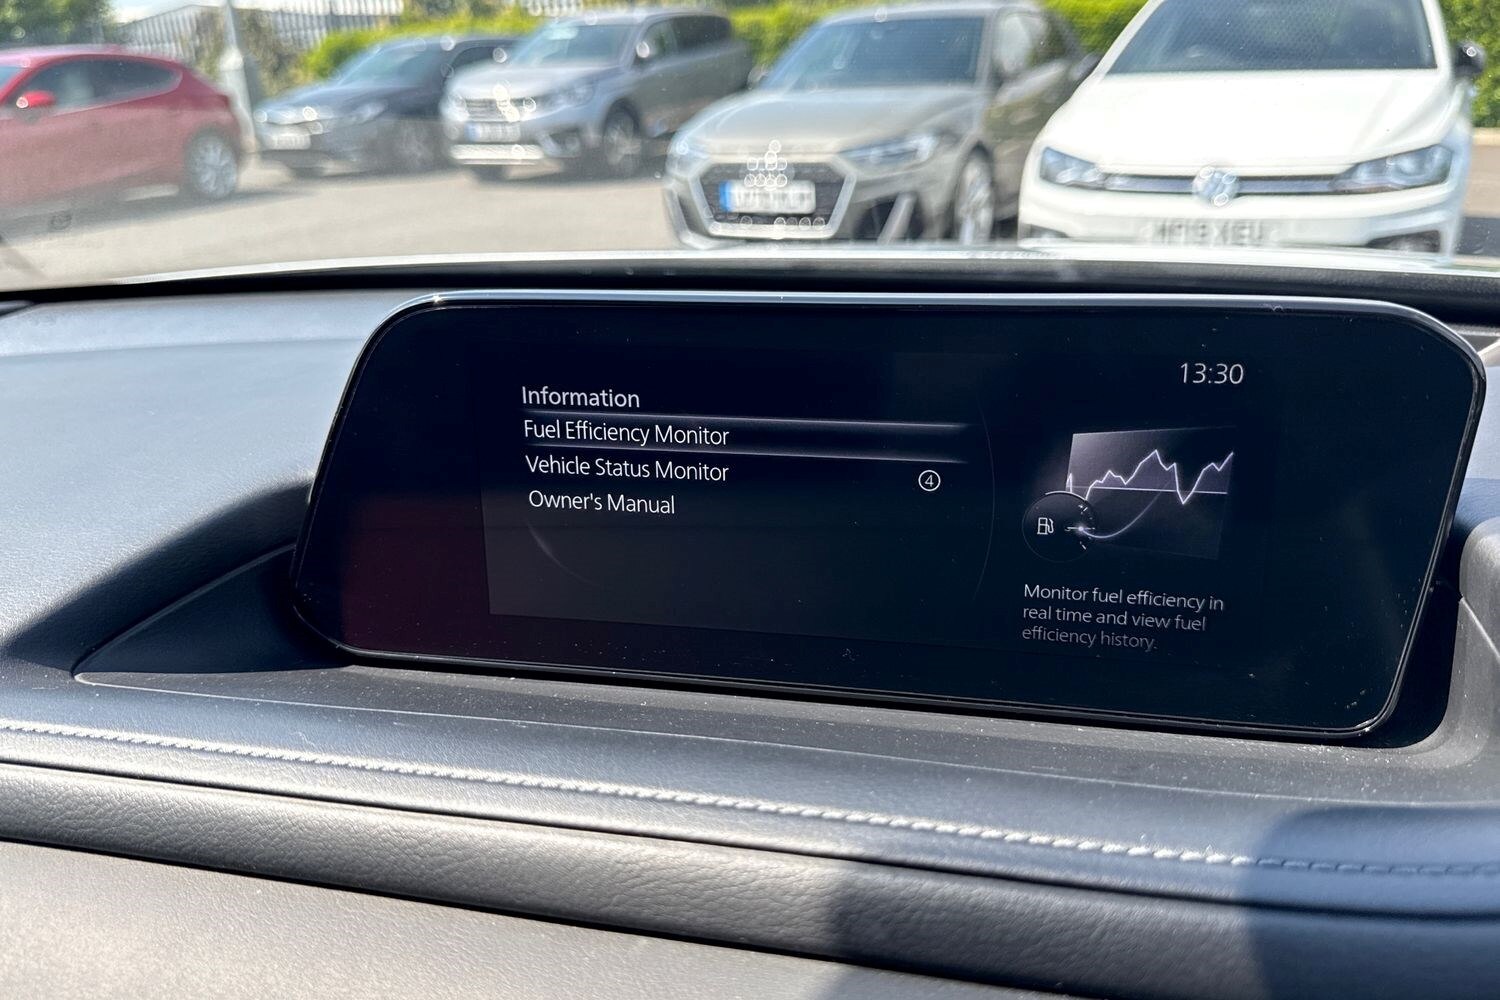 13:30
Information
Fuel Efficiency Monitor
Vehicle Status Monitor 4
Owner's Manual
Monitor fuel efficiency in
real time and view fuel
efficiency history.